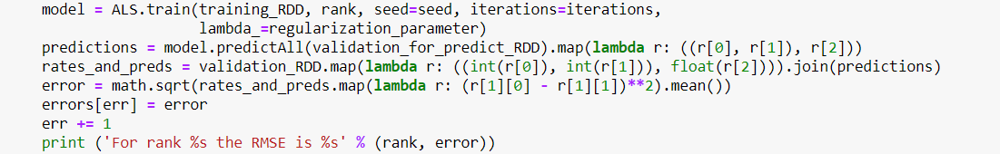 model = ALS.train(training_RDD, rank, seed=seed, iterations=iterations,
                  lambda_=regularization_parameter)
predictions = model.predictAll(validation_for_predict_RDD).map(lambda r: ((r[0], r[1]), r[2]))
rates_and_preds = validation_RDD.map(lambda r: ((int(r[0]), int(r[1])), float(r[2]))).join(predictions)
error = math.sqrt(rates_and_preds.map(lambda r: (r[1][0] - r[1][1])**2).mean())
errors[err] = error
err += 1
print ('For rank %s the RMSE is %s' % (rank, error))